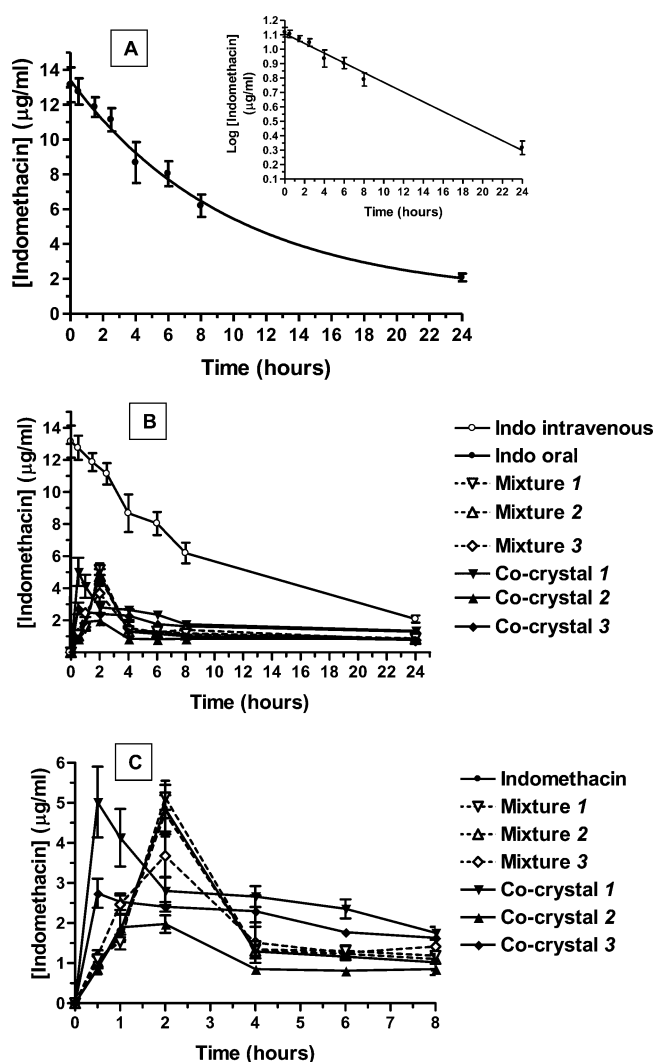 A
[Indomethacin] (µg/ml)
14
12
10
8
6
4
2
0
0 2 4 6 8 10 12 14 16 18 20 22 24
Time (hours)
Log [Indomethacin]
(µg/ml)
1.2
1.1
1.0
0.9
0.8
0.7
0.6
0.5
0.4
0.3
0.2
0.1
0 2 4 6 8 10 12 14 16 18 20 22 24
Time (hours)
B
[Indomethacin] (µg/ml)
14
12
10
8
6
4
2
0 2 4 6 8 10 12 14 16 18 20 22 24
Time (hours)
Indo intravenous
Indo oral
Mixture 1
Mixture 2
Mixture 3
Co-crystal 1
Co-crystal 2
Co-crystal 3
C
[Indomethacin] (µg/ml)
6
5
4
3
2
1
0
0 1 2 4 6 8
Time (hours)
Indomethacin
Mixture 1
Mixture 2
Mixture 3
Co-crystal 1
Co-crystal 2
Co-crystal 3